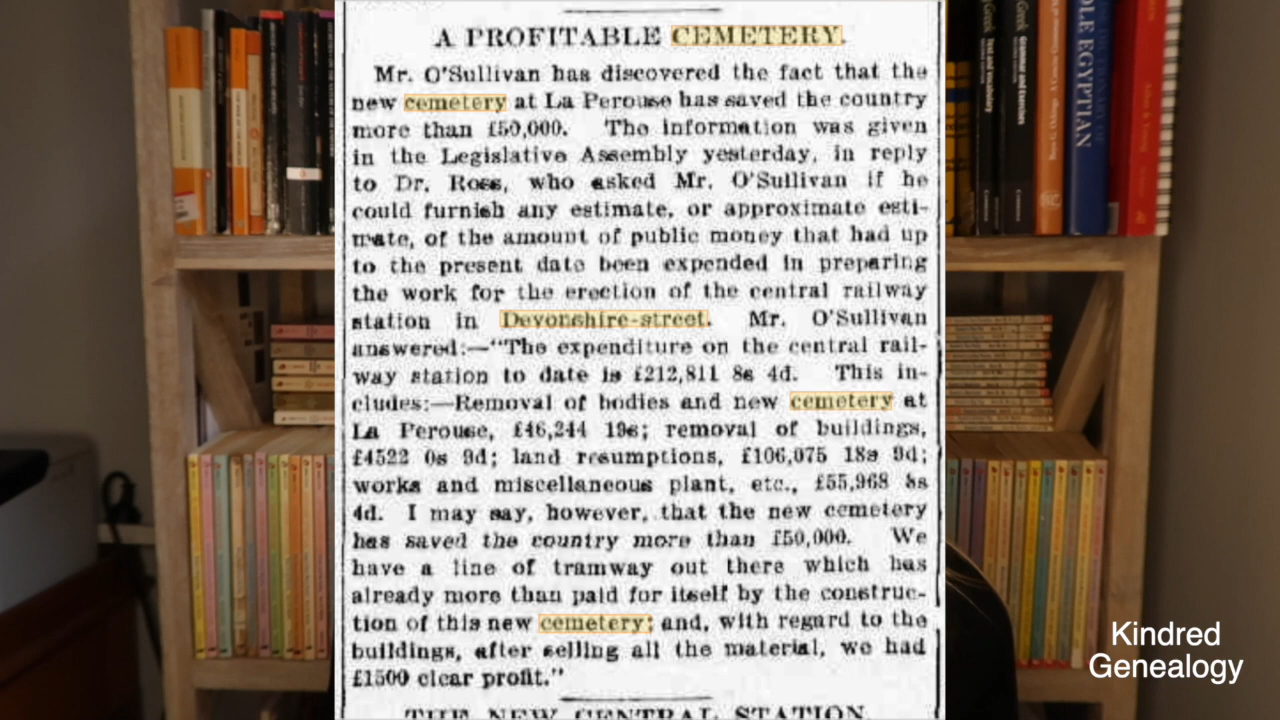 A PROFITABLE CEMETERY.
Mr. O'Sullivan has discovered the fact that the
new cemetery at La Perouse has saved the country
more than £50,000. The information was given
in the Legislative Assembly yesterday, in reply
to Dr. Ross, who asked Mr. O'Sullivan if he
could furnish any estimate, or approximate esti-
mate, of the amount of public money that had up
to the present date been expended in preparing
the work for the erection of the central railway
station in Devonshire-street. Mr. O'Sullivan
answered:—"The expenditure on the central rail-
way station to date is £212,811 8s 4d. This in-
cludes:—Removal of bodies and new cemetery at
La Perouse, £46,244 19s; removal of buildings,
£4522 0s 9d; land resumptions, £106,075 18s 9d;
works and miscellaneous plant, etc., £55,968 8s
4d. I may say, however, that the new cemetery
has saved the country more than £50,000. We
have a line of tramway out there which has
already more than paid for itself by the construc-
tion of this new cemetery; and, with regard to the
buildings, after selling all the material, we had
£1500 clear profit."
THE NEW CENTRAL STATION.
EGYPTIAN
Kindred
Genealogy